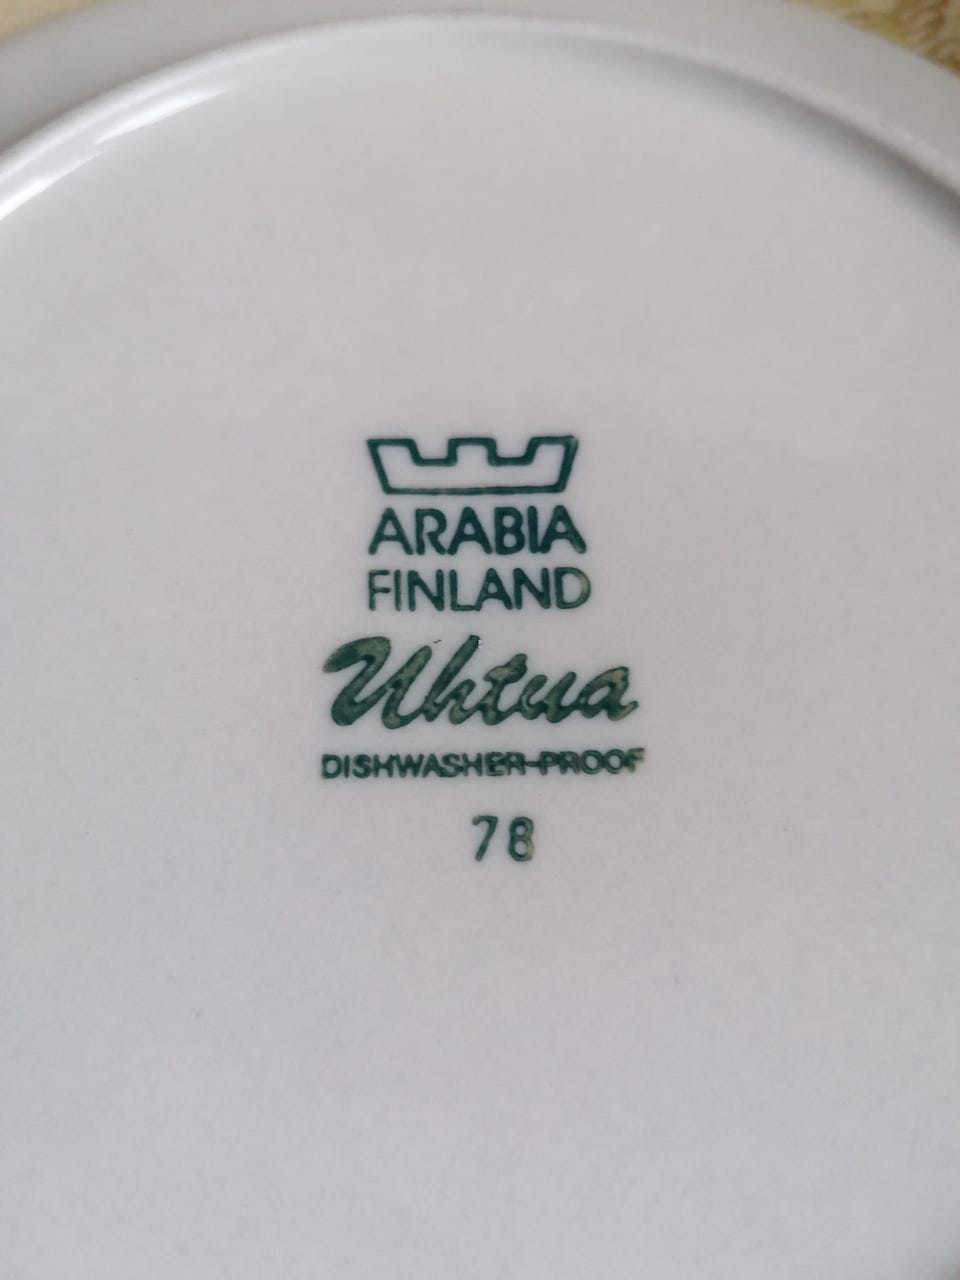 ARABIA
FINLAND
Uhtua
DISHWASHER-PROOF
78